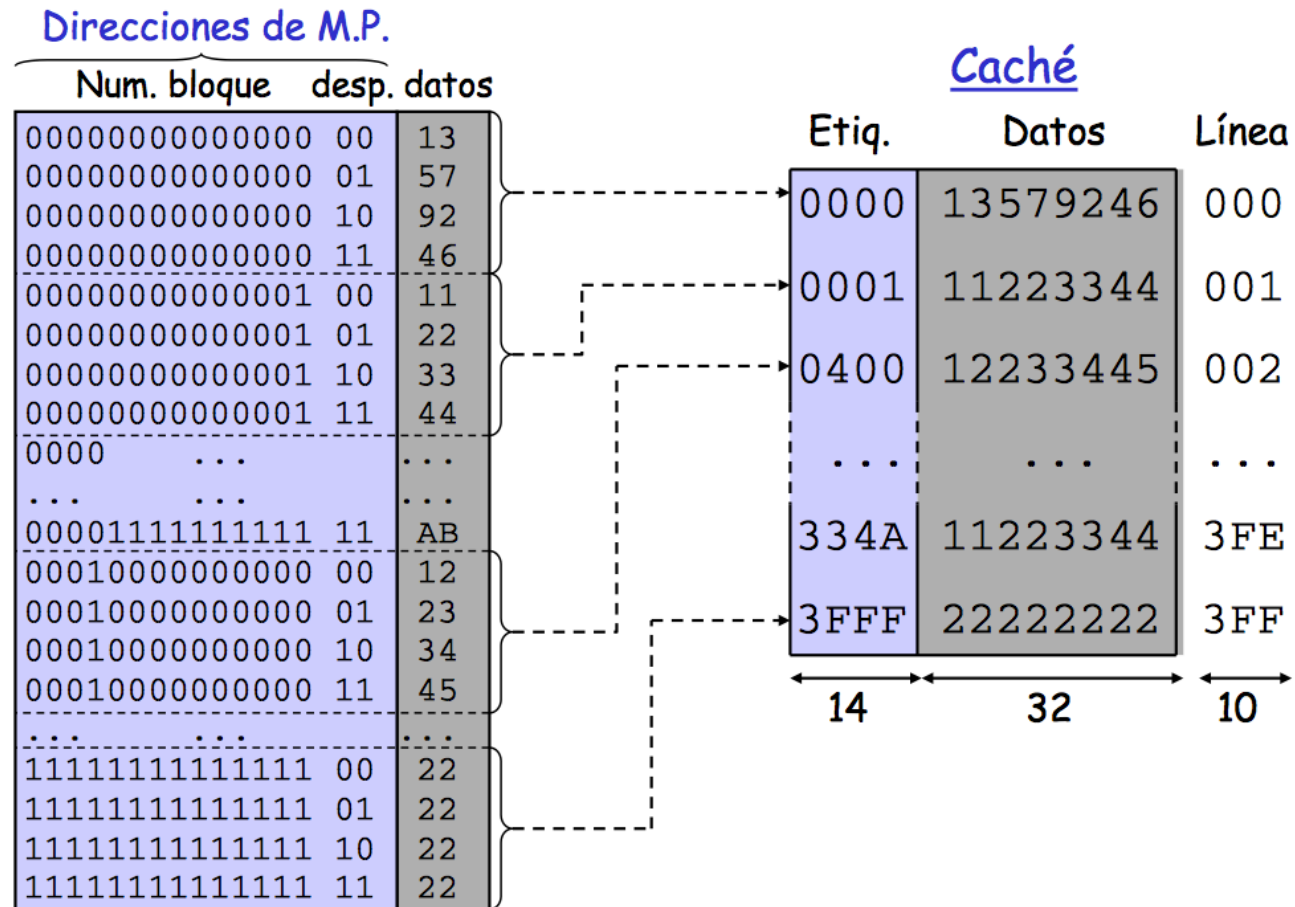 Direcciones de M.P.
Num. bloque desp. datos
00000000000000 00 13
00000000000000 01 57
00000000000000 10 92
00000000000000 11 46
00000000000001 00 11
00000000000001 01 22
00000000000001 10 33
00000000000001 11 44
0000 ... ...
... ... ...
00001111111111 11 AB
00010000000000 00 12
00010000000000 01 23
00010000000000 10 34
00010000000000 11 45
... ... ...
11111111111111 00 22
11111111111111 01 22
11111111111111 10 22
11111111111111 11 22
Caché
Etiq. Datos Línea
0000 13579246 000
0001 11223344 001
0400 12233445 002
... ... ...
334A 11223344 3FE
3FFF 22222222 3FF
14 32 10